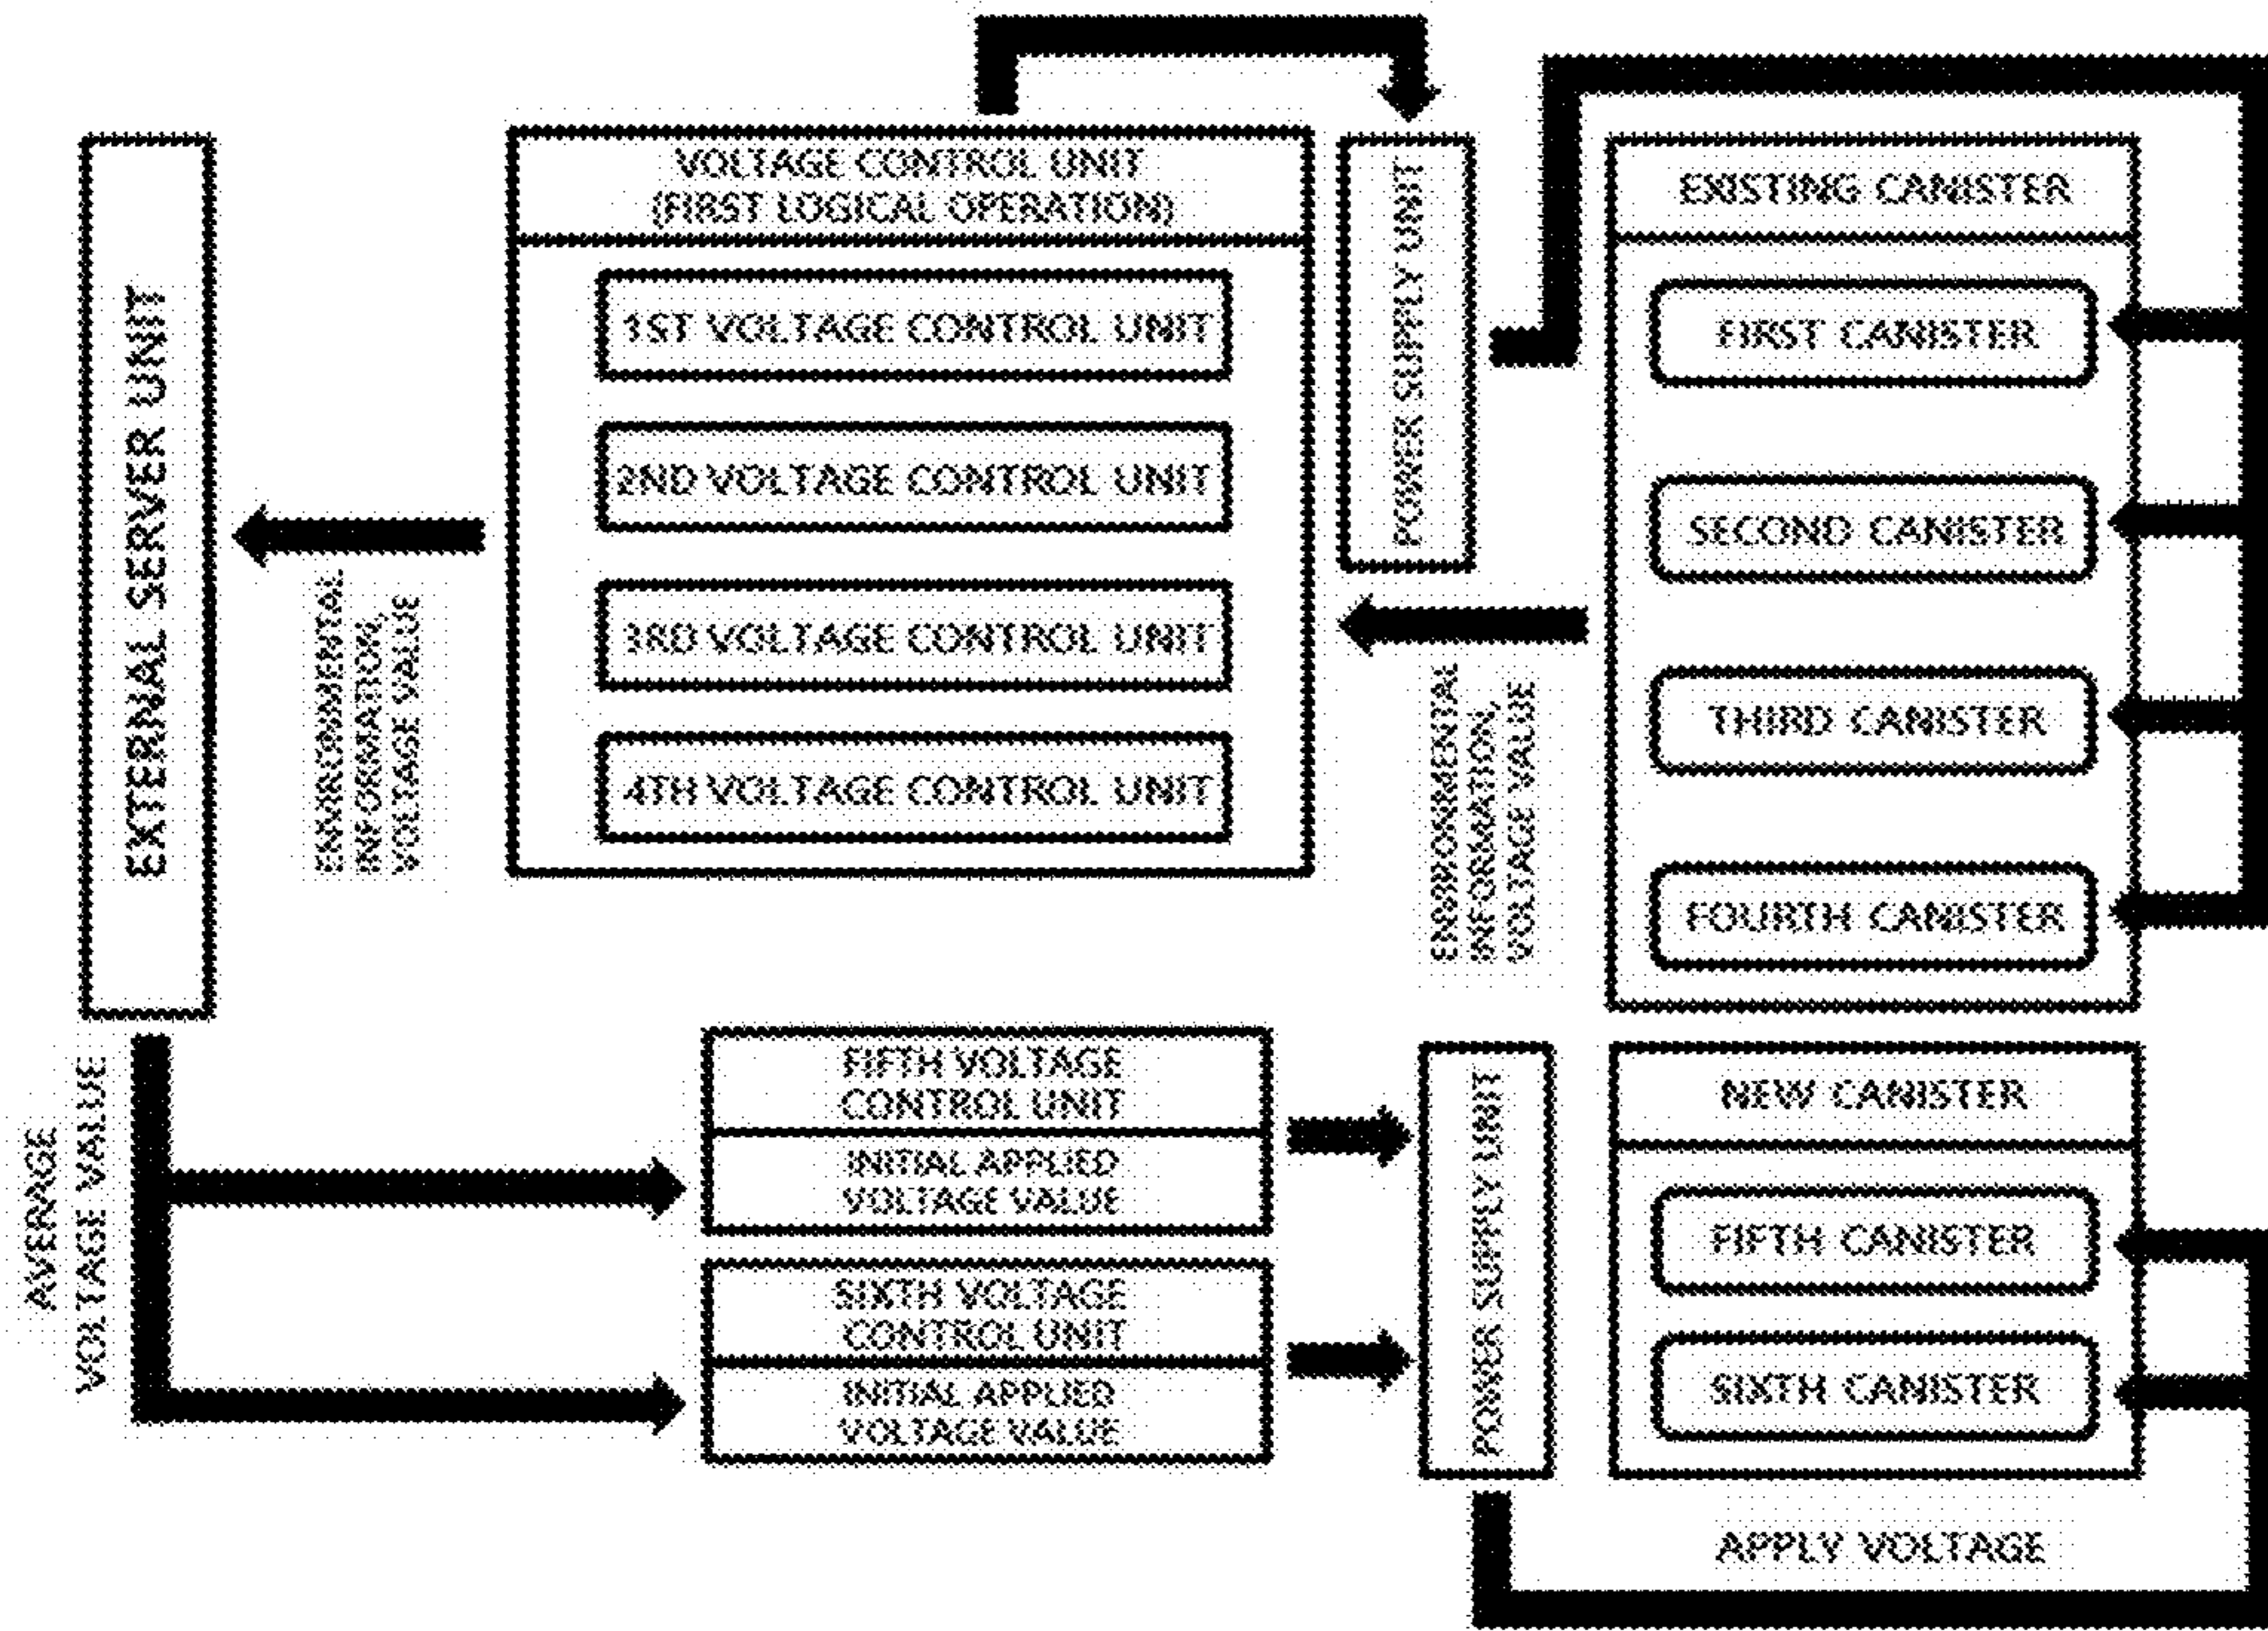 EXTERNAL SERVER UNIT
ENVIRONMENTAL
INFORMATION,
VOLTAGE VALUE
VOLTAGE CONTROL UNIT
(FIRST LOGICAL OPERATION)
1ST VOLTAGE CONTROL UNIT
2ND VOLTAGE CONTROL UNIT
3RD VOLTAGE CONTROL UNIT
4TH VOLTAGE CONTROL UNIT
POWER SUPPLY UNIT
ENVIRONMENTAL
INFORMATION,
VOLTAGE VALUE
EXISTING CANISTER
FIRST CANISTER
SECOND CANISTER
THIRD CANISTER
FOURTH CANISTER
AVERAGE
VOLTAGE VALUE
FIFTH VOLTAGE
CONTROL UNIT
INITIAL APPLIED
VOLTAGE VALUE
SIXTH VOLTAGE
CONTROL UNIT
INITIAL APPLIED
VOLTAGE VALUE
POWER SUPPLY UNIT
NEW CANISTER
FIFTH CANISTER
SIXTH CANISTER
APPLY VOLTAGE